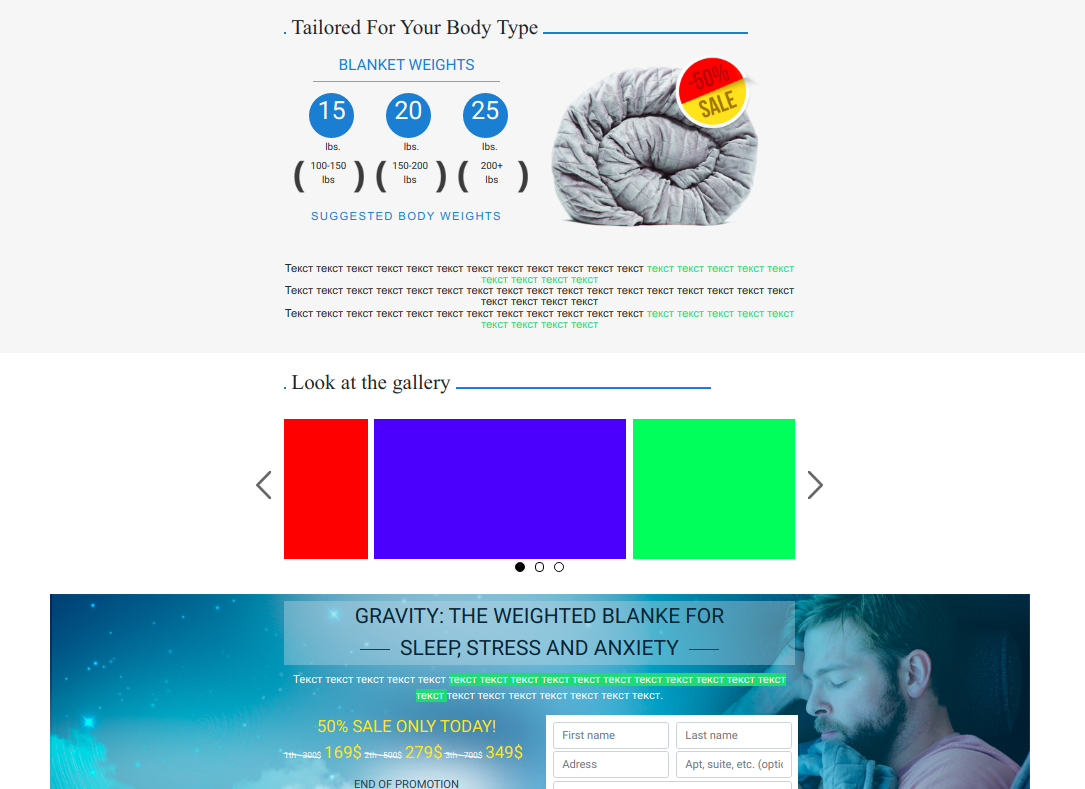 Tailored For Your Body Type
BLANKET WEIGHTS
15 20 25
lbs. lbs. lbs.
( 100-150 ) ( 150-200 ) ( 200+ )
lbs lbs lbs
SUGGESTED BODY WEIGHTS
-50%
SALE
Текст текст текст текст текст текст текст текст текст текст текст текст текст текст текст текст текст
текст текст текст текст
Текст текст текст текст текст текст текст текст текст текст текст текст текст текст текст текст текст
текст текст текст текст
Текст текст текст текст текст текст текст текст текст текст текст текст текст текст текст текст текст
текст текст текст текст
Look at the gallery
GRAVITY: THE WEIGHTED BLANKE FOR
SLEEP, STRESS AND ANXIETY
Текст текст текст текст текст текст текст текст текст текст текст текст текст текст текст текст
текст текст текст текст текст текст текст текст.
50% SALE ONLY TODAY!
1th - 300$ 169$ 2th - 500$ 279$ 3th - 700$ 349$
END OF PROMOTION
First name Last name
Adress Apt, suite, etc. (optic